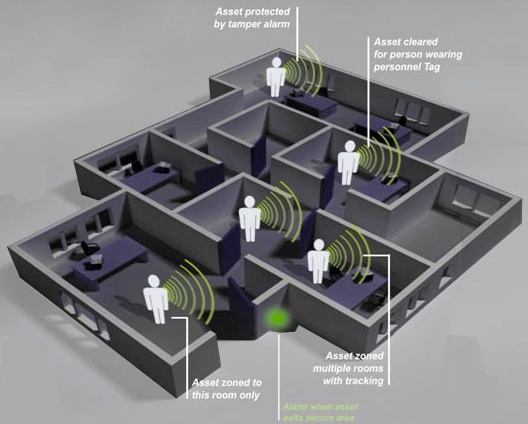 Asset protected
by tamper alarm
Asset cleared
for person wearing
personnel Tag
Asset zoned
multiple rooms
with tracking
Asset zoned to
this room only
Alarm when asset
exits secure area